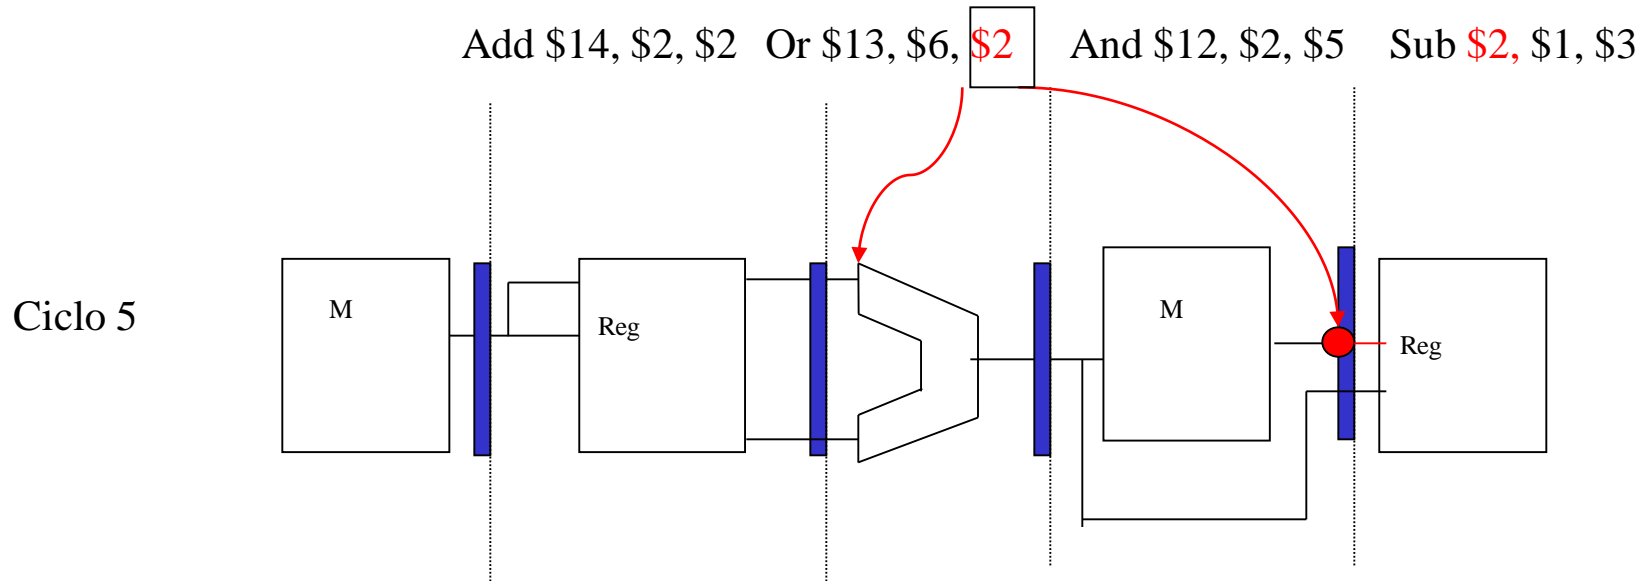 Add $14, $2, $2 Or $13, $6, $2 And $12, $2, $5 Sub $2, $1, $3
M
M
Ciclo 5
Reg
Reg